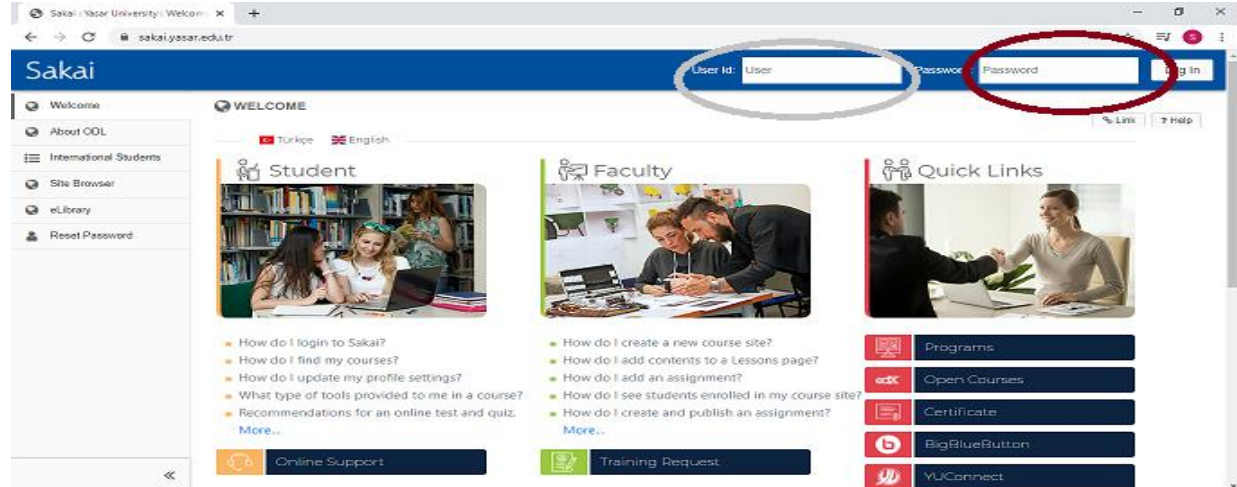 Sakai : Yasar University : Welcom
sakai.yasar.edu.tr
S
Sakai
User Id: User
Password: Password
Log In
Welcome
About ODL
International Students
Site Browser
eLibrary
Reset Password
WELCOME
Link
? Help
Türkçe
English
Student
How do I login to Sakai?
How do I find my courses?
How do I update my profile settings?
What type of tools provided to me in a course?
Recommendations for an online test and quiz.
More..
Online Support
Faculty
How do I create a new course site?
How do I add contents to a Lessons page?
How do I add an assignment?
How do I see students enrolled in my course site?
How do I create and publish an assignment?
More..
Training Request
Quick Links
Programs
edX
Open Courses
Certificate
b
BigBlueButton
YUConnect